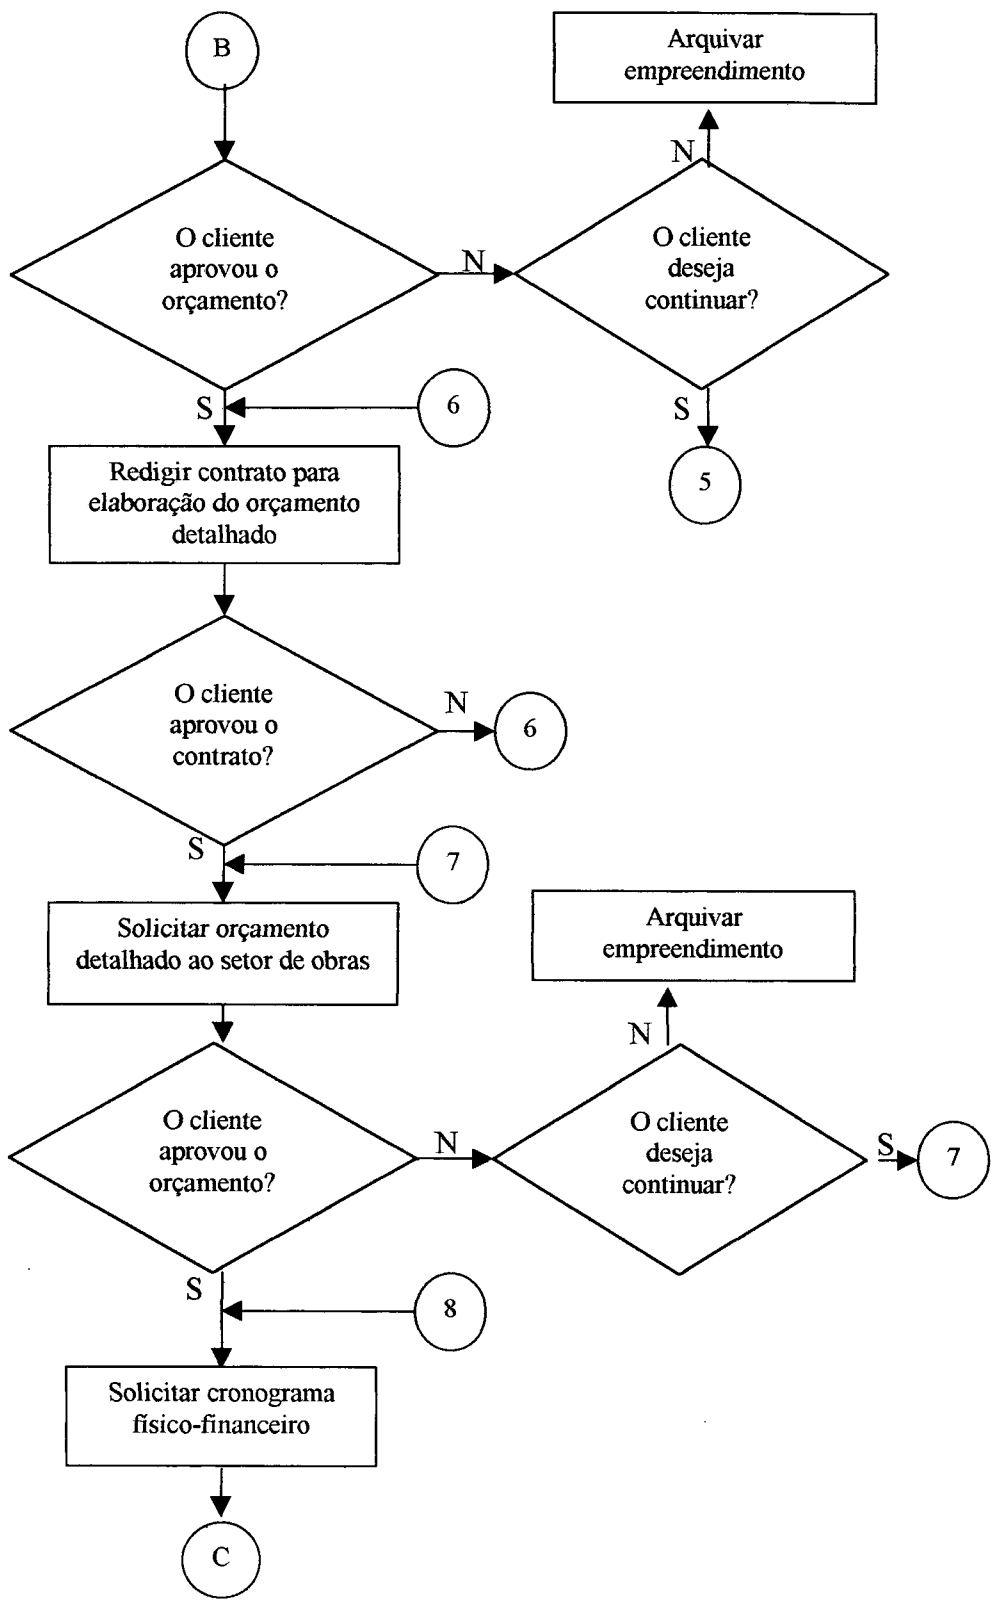 B
Arquivar
empreendimento
N
O cliente
aprovou o
orçamento?
N
O cliente
deseja
continuar?
S
6
S
5
Redigir contrato para
elaboração do orçamento
detalhado
O cliente
aprovou o
contrato?
N
6
S
7
Solicitar orçamento
detalhado ao setor de obras
Arquivar
empreendimento
N
O cliente
aprovou o
orçamento?
N
O cliente
deseja
continuar?
S
7
S
8
Solicitar cronograma
físico-financeiro
C